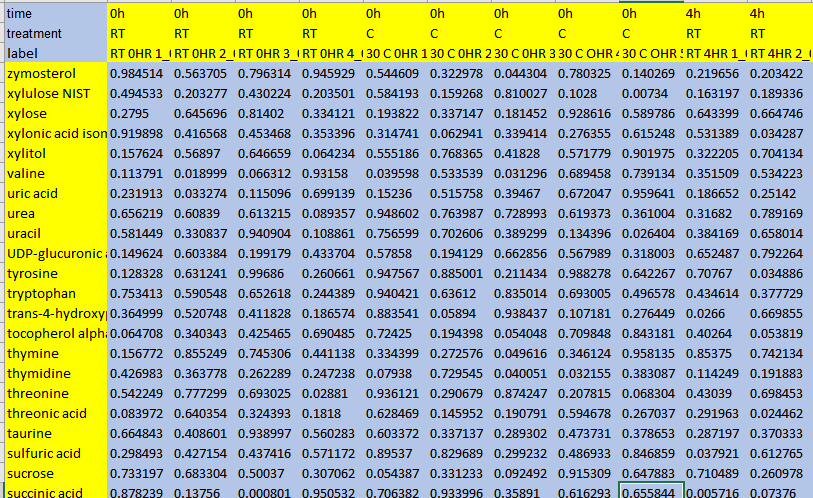 time 0h 0h 0h 0h 0h 0h 0h 0h 0h 4h 4h
treatment RT RT RT RT C C C C C RT RT
label RT 0HR 1_ RT 0HR 2_ RT 0HR 3_ RT 0HR 4_ 30 C 0HR 1 30 C 0HR 2 30 C 0HR 3 30 C OHR 4 30 C OHR 5 RT 4HR 1_ RT 4HR 2_
zymosterol 0.984514 0.563705 0.796314 0.945929 0.544609 0.322978 0.044304 0.780325 0.140269 0.219656 0.203422
xylulose NIST 0.494533 0.203277 0.430224 0.203501 0.584193 0.159268 0.810027 0.1028 0.00734 0.163197 0.189336
xylose 0.2795 0.645696 0.81402 0.334121 0.193822 0.337147 0.181452 0.928616 0.589786 0.643399 0.664746
xylonic acid ison 0.919898 0.416568 0.453468 0.353396 0.314741 0.062941 0.339414 0.276355 0.615248 0.531389 0.034287
xylitol 0.157624 0.56897 0.646659 0.064234 0.555186 0.768365 0.41828 0.571779 0.901975 0.322205 0.704134
valine 0.113791 0.018999 0.066312 0.93158 0.039598 0.533539 0.031296 0.689458 0.739134 0.351509 0.534223
uric acid 0.231913 0.033274 0.115096 0.699139 0.15236 0.515758 0.39467 0.672047 0.959641 0.186652 0.25142
urea 0.656219 0.60839 0.613215 0.089357 0.948602 0.763987 0.728993 0.619373 0.361004 0.31682 0.789169
uracil 0.581449 0.330837 0.940904 0.108861 0.756599 0.702606 0.389299 0.134396 0.026404 0.384169 0.658014
UDP-glucuronic a 0.149624 0.603384 0.199179 0.433704 0.57858 0.194129 0.662856 0.567989 0.318003 0.652487 0.792264
tyrosine 0.128328 0.631241 0.99686 0.260661 0.947567 0.885001 0.211434 0.988278 0.642267 0.70767 0.034886
tryptophan 0.753413 0.590548 0.652618 0.244389 0.940421 0.63612 0.835014 0.693005 0.496578 0.434614 0.377729
trans-4-hydroxyp 0.364999 0.520748 0.411828 0.186574 0.883541 0.05894 0.938437 0.107181 0.276449 0.0266 0.669855
tocopherol alpha 0.064708 0.340343 0.425465 0.690485 0.72425 0.194398 0.054048 0.709848 0.843181 0.40264 0.053819
thymine 0.156772 0.855249 0.745306 0.441138 0.334399 0.272576 0.049616 0.346124 0.958135 0.85375 0.742134
thymidine 0.426983 0.363778 0.262289 0.247238 0.07938 0.729545 0.040051 0.032155 0.383087 0.114249 0.191883
threonine 0.542249 0.777299 0.693025 0.02881 0.936121 0.290679 0.874247 0.207815 0.068304 0.43039 0.698453
threonic acid 0.083972 0.640354 0.324393 0.1818 0.628469 0.145952 0.190791 0.594678 0.267037 0.291963 0.024462
taurine 0.664843 0.408601 0.938997 0.560283 0.603372 0.337137 0.289302 0.473731 0.378653 0.287197 0.370333
sulfuric acid 0.298493 0.427154 0.437416 0.571172 0.89537 0.829689 0.299232 0.486933 0.846859 0.037921 0.612765
sucrose 0.733197 0.683304 0.50037 0.307062 0.054387 0.331233 0.092492 0.915309 0.647883 0.710489 0.260978
succinic acid 0.878239 0.13756 0.000801 0.950532 0.706382 0.933996 0.35891 0.616293 0.655844 0.005716 0.07376